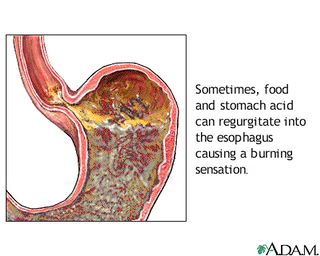 Sometimes, food
and stomach acid
can regurgitate into
the esophagus
causing a burning
sensation.
A.D.A.M.